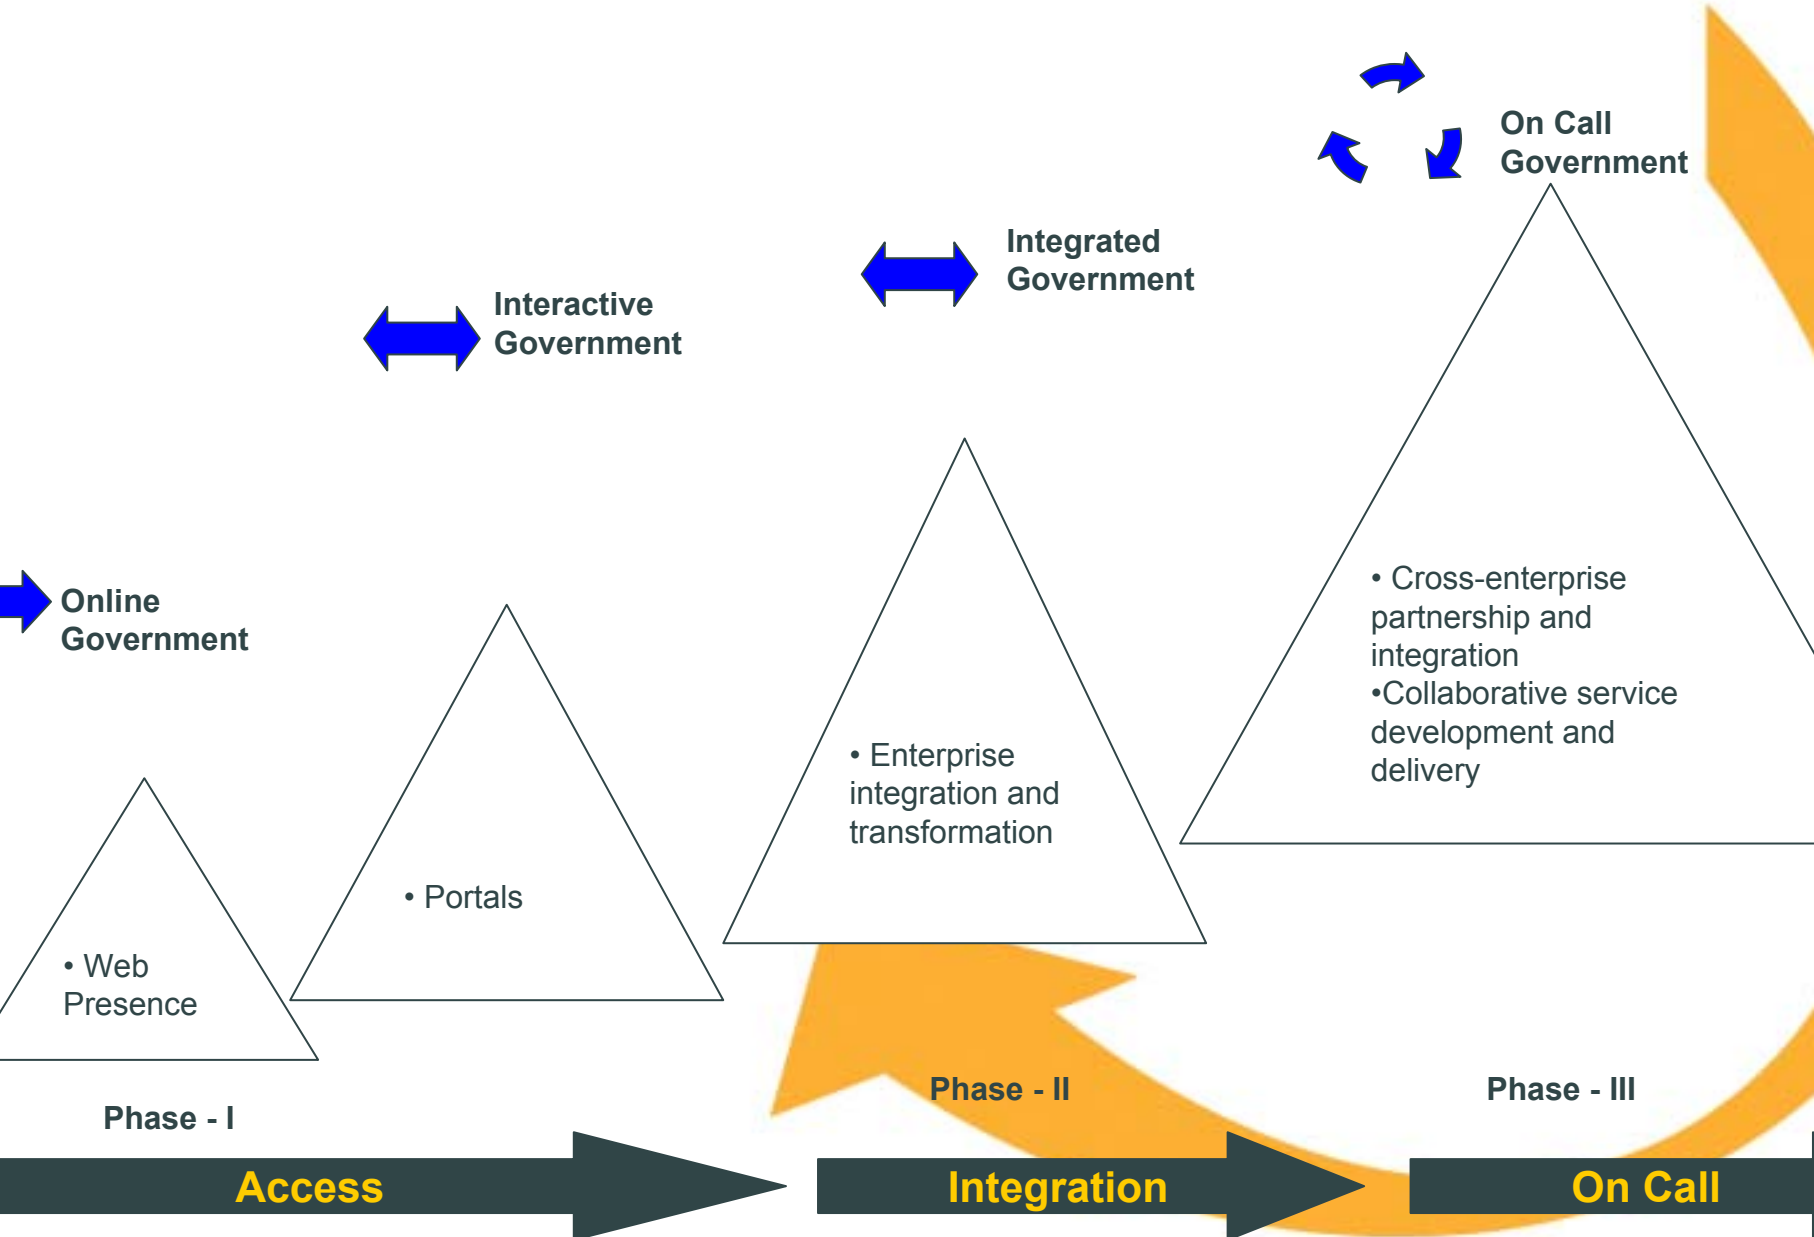 On Call
Government
Integrated
Government
Interactive
Government
Online
Government
• Cross-enterprise
partnership and
integration
•Collaborative service
development and
delivery
• Enterprise
integration and
transformation
• Portals
• Web
Presence
Phase - I
Phase - II
Phase - III
Access
Integration
On Call